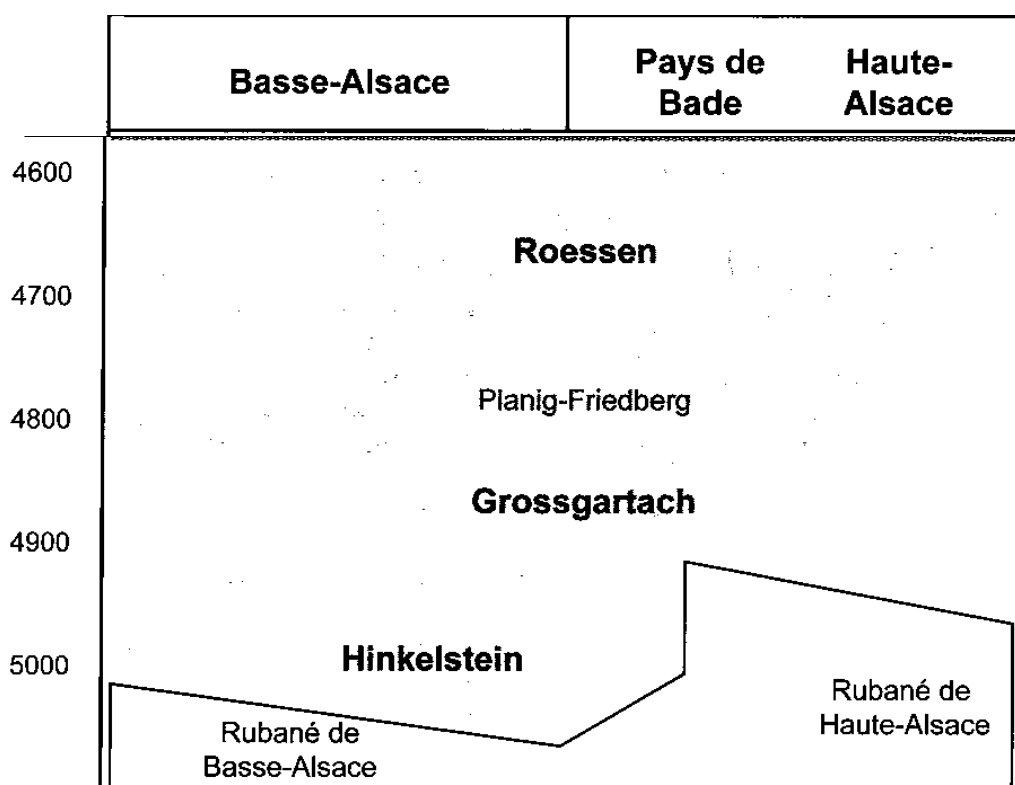 Basse-Alsace
Pays de
Bade
Haute-
Alsace
4600
Roessen
4700
Planig-Friedberg
4800
Grossgartach
4900
Hinkelstein
5000
Rubané de
Haute-Alsace
Rubané de
Basse-Alsace